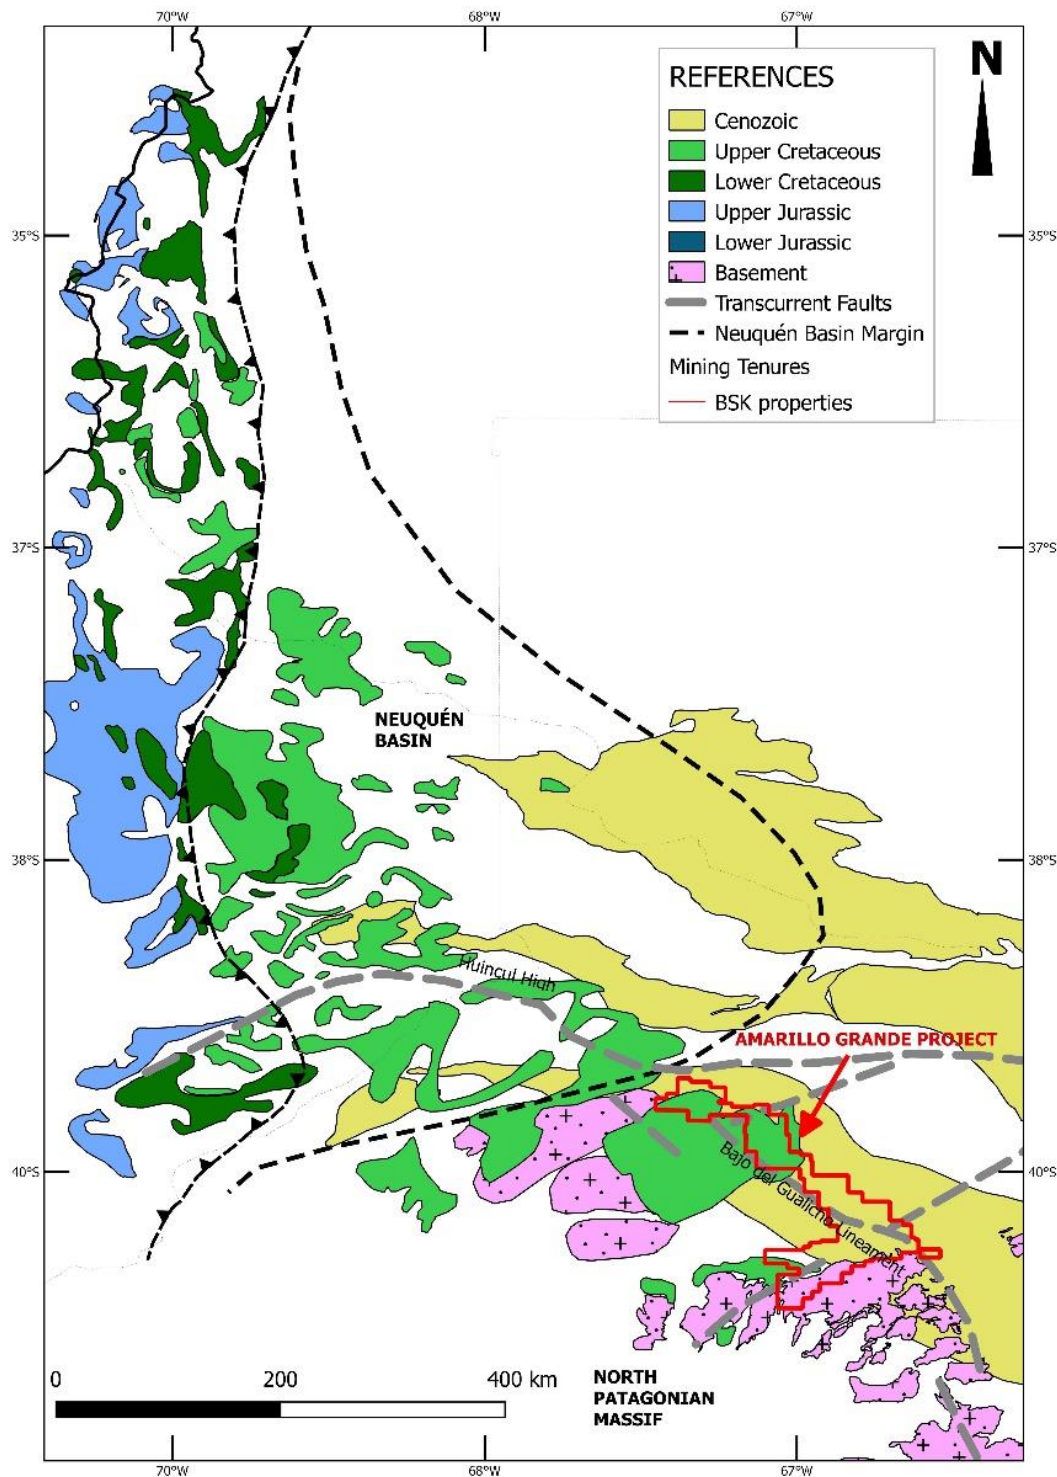 70°W
68°W
67°W
N
REFERENCES
Cenozoic
Upper Cretaceous
Lower Cretaceous
Upper Jurassic
Lower Jurassic
Basement
Transcurrent Faults
Neuquén Basin Margin
Mining Tenures
BSK properties
35°S
35°S
37°S
37°S
NEUQUÉN
BASIN
38°S
38°S
Huincul High
AMARILLO GRANDE PROJECT
Bajo del Gualicho Lineament
40°S
40°S
0
200
400 km
NORTH
PATAGONIAN
MASSIF
70°W
68°W
67°W